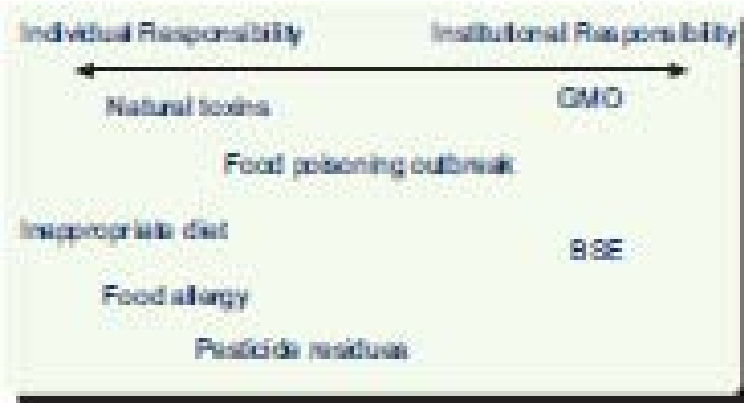 Individual Responsibility Institutional Responsibility
Natural toxins GMO
Food poisoning outbreak
Inappropriate diet
BSE
Food allergy
Pesticide residues